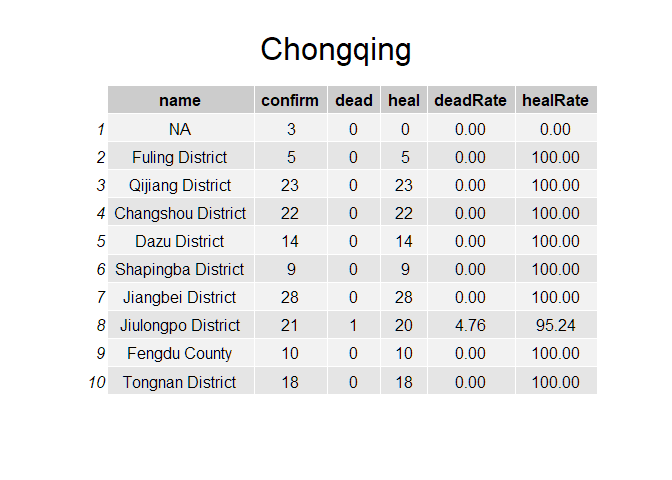 Chongqing
name confirm dead heal deadRate healRate
1 NA 3 0 0 0.00 0.00
2 Fuling District 5 0 5 0.00 100.00
3 Qijiang District 23 0 23 0.00 100.00
4 Changshou District 22 0 22 0.00 100.00
5 Dazu District 14 0 14 0.00 100.00
6 Shapingba District 9 0 9 0.00 100.00
7 Jiangbei District 28 0 28 0.00 100.00
8 Jiulongpo District 21 1 20 4.76 95.24
9 Fengdu County 10 0 10 0.00 100.00
10 Tongnan District 18 0 18 0.00 100.00